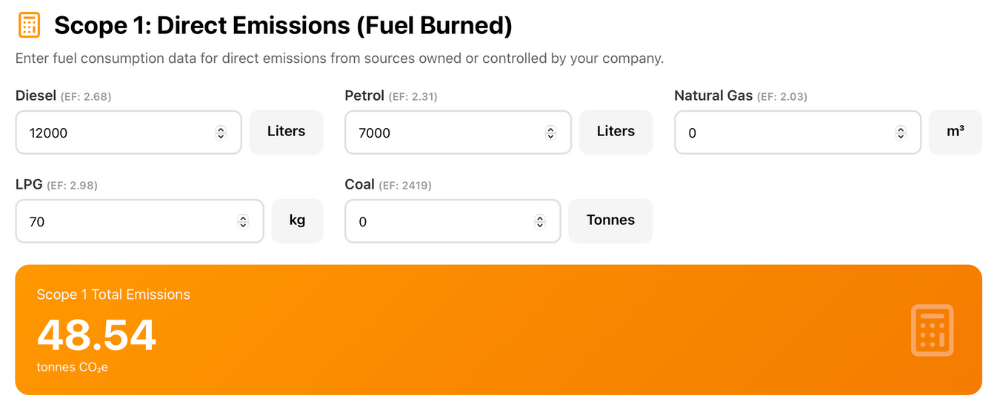 Scope 1: Direct Emissions (Fuel Burned)
Enter fuel consumption data for direct emissions from sources owned or controlled by your company.
Diesel (EF: 2.68)
12000 Liters
Petrol (EF: 2.31)
7000 Liters
Natural Gas (EF: 2.03)
0 m³
LPG (EF: 2.98)
70 kg
Coal (EF: 2419)
0 Tonnes
Scope 1 Total Emissions
48.54
tonnes CO₂e